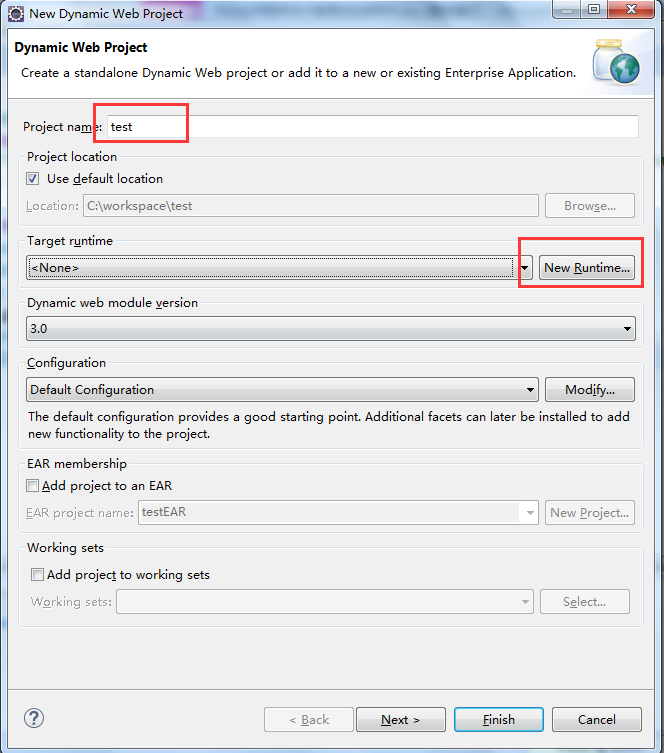 New Dynamic Web Project
Dynamic Web Project
Create a standalone Dynamic Web project or add it to a new or existing Enterprise Application.
Project name: test
Project location
Use default location
Location: C:\workspace\test Browse...
Target runtime
<None> New Runtime...
Dynamic web module version
3.0
Configuration
Default Configuration Modify...
The default configuration provides a good starting point. Additional facets can later be installed to add
new functionality to the project.
EAR membership
Add project to an EAR
EAR project name: testEAR New Project...
Working sets
Add project to working sets
Working sets: Select...
? < Back Next > Finish Cancel